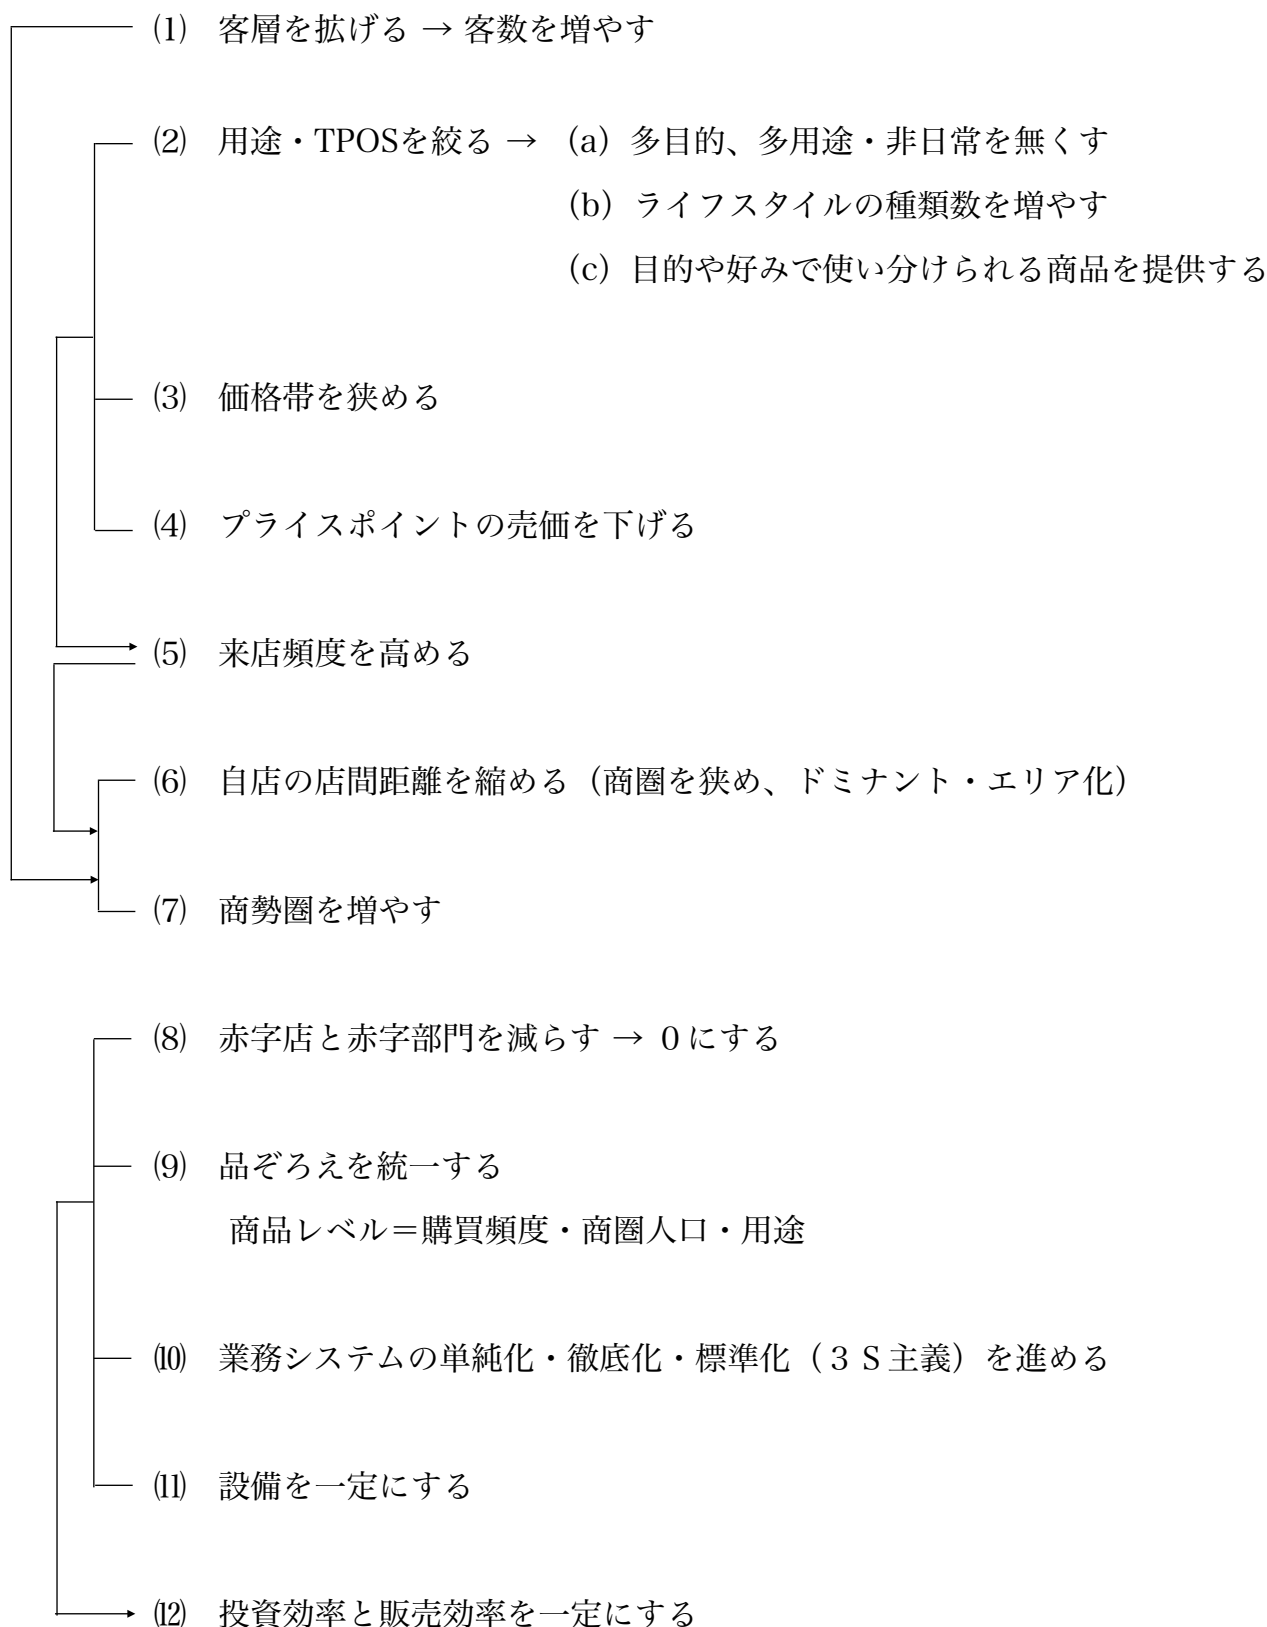 ⑴ 客層を拡げる → 客数を増やす
⑵ 用途・TPOSを絞る → (a) 多目的、多用途・非日常を無くす
(b) ライフスタイルの種類数を増やす
(c) 目的や好みで使い分けられる商品を提供する
⑶ 価格帯を狭める
⑷ プライスポイントの売価を下げる
⑸ 来店頻度を高める
⑹ 自店の店間距離を縮める（商圏を狭め、ドミナント・エリア化）
⑺ 商勢圏を増やす
⑻ 赤字店と赤字部門を減らす → ０にする
⑼ 品ぞろえを統一する
商品レベル＝購買頻度・商圏人口・用途
⑽ 業務システムの単純化・徹底化・標準化（３Ｓ主義）を進める
⑾ 設備を一定にする
⑿ 投資効率と販売効率を一定にする